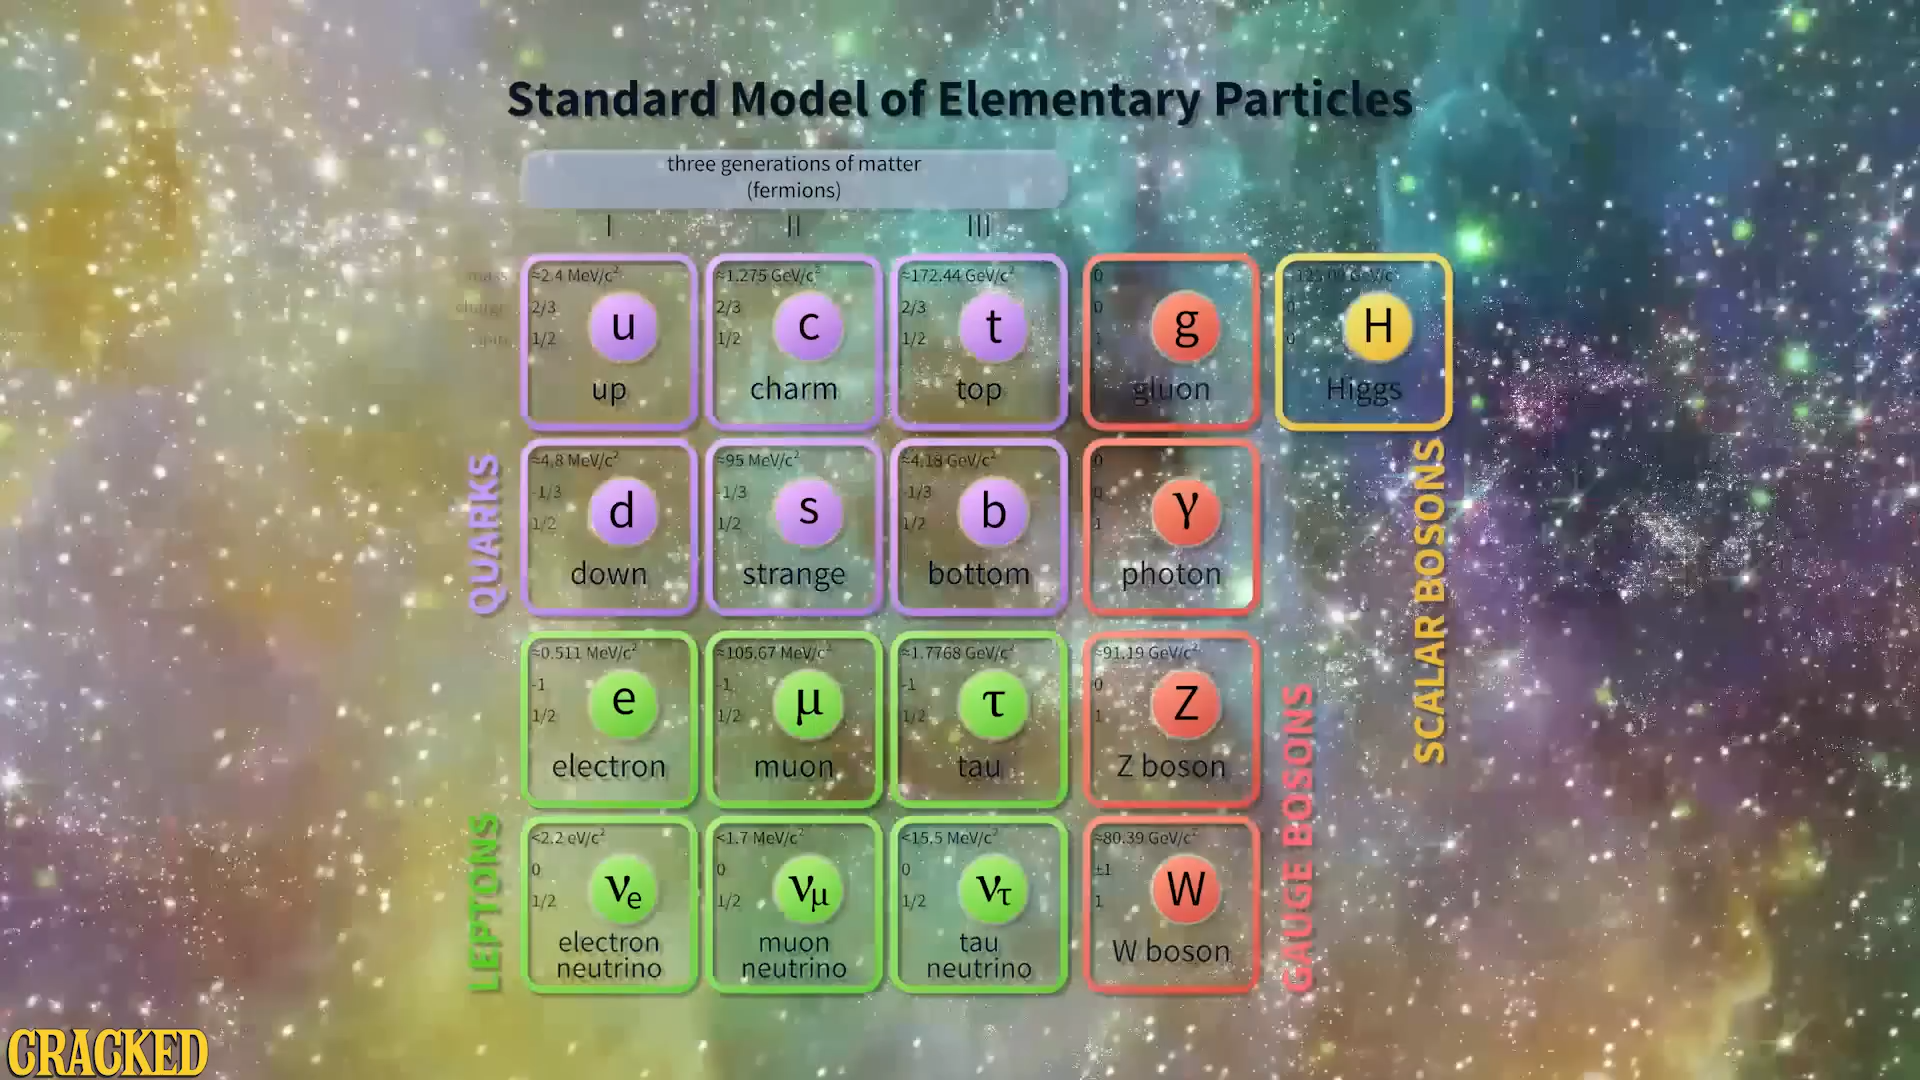 Standard Model of Elementary Particles
three generations of matter
(fermions)
I II III
mass
charge
spin
≈2.4 MeV/c²
2/3
1/2
u
up
≈1.275 GeV/c²
2/3
1/2
c
charm
≈172.44 GeV/c²
2/3
1/2
t
top
0
0
1
g
gluon
0
0
H
Higgs
QUARKS
≈4.8 MeV/c²
-1/3
1/2
d
down
≈95 MeV/c²
-1/3
1/2
s
strange
≈4.18 GeV/c²
-1/3
1/2
b
bottom
0
0
1
γ
photon
SCALAR BOSONS
≈0.511 MeV/c²
-1
1/2
e
electron
≈105.67 MeV/c²
-1
1/2
μ
muon
≈1.7768 GeV/c²
-1
1/2
τ
tau
≈91.19 GeV/c²
0
1
Z
Z boson
GAUGE BOSONS
LEPTONS
<2.2 eV/c²
0
1/2
νe
electron
neutrino
<1.7 MeV/c²
0
1/2
νμ
muon
neutrino
<15.5 MeV/c²
0
1/2
ντ
tau
neutrino
≈80.39 GeV/c²
±1
1
W
W boson
CRACKED